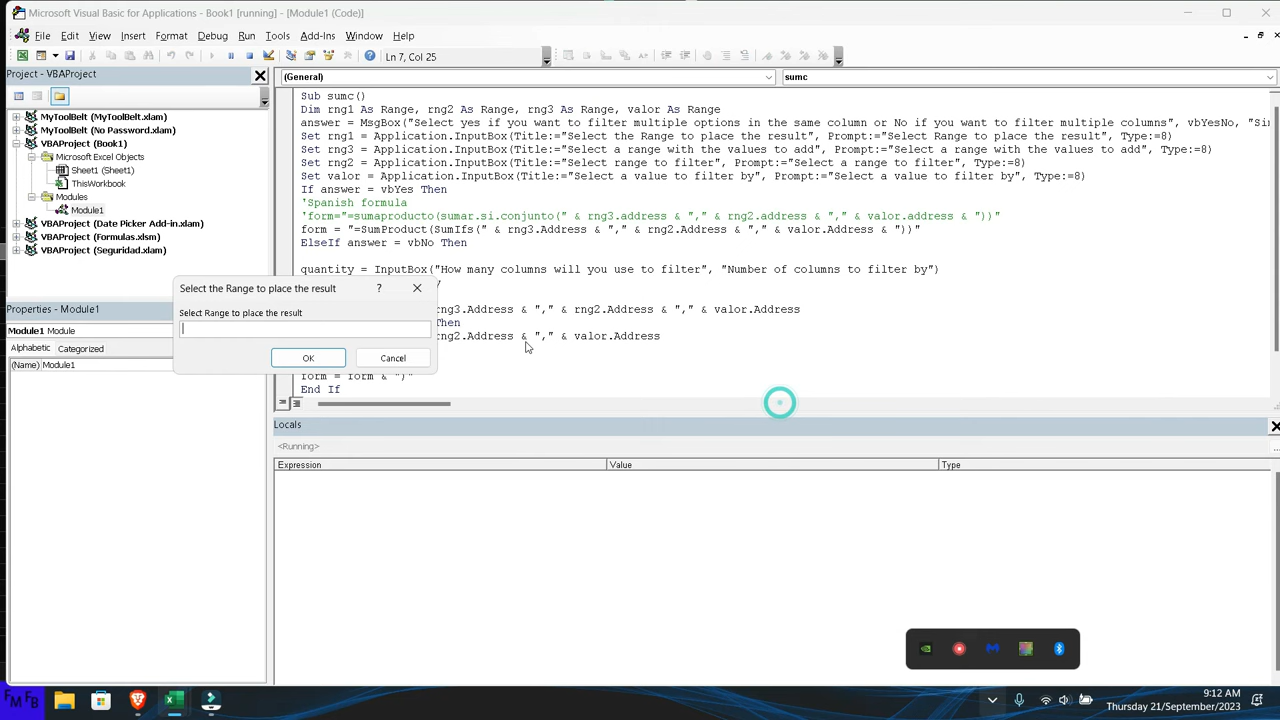 Microsoft Visual Basic for Applications - Book1 [running] - [Module1 (Code)]
File Edit View Insert Format Debug Run Tools Add-Ins Window Help
Ln 7, Col 25
Project - VBAProject
MyToolBelt (MyToolBelt.xlam)
MyToolBelt (No Password.xlam)
VBAProject (Book1)
Microsoft Excel Objects
Sheet1 (Sheet1)
ThisWorkbook
Modules
Module1
VBAProject (Date Picker Add-in.xlam)
VBAProject (Formulas.xlsm)
VBAProject (Seguridad.xlam)
Properties - Module1
Module1 Module
Alphabetic Categorized
(Name) Module1
(General) sumc
Sub sumc()
Dim rng1 As Range, rng2 As Range, rng3 As Range, valor As Range
answer = MsgBox("Select yes if you want to filter multiple options in the same column or No if you want to filter multiple columns", vbYesNo, "Sin
Set rng1 = Application.InputBox(Title:="Select the Range to place the result", Prompt:="Select Range to place the result", Type:=8)
Set rng3 = Application.InputBox(Title:="Select a range with the values to add", Prompt:="Select a range with the values to add", Type:=8)
Set rng2 = Application.InputBox(Title:="Select range to filter", Prompt:="Select a range to filter", Type:=8)
Set valor = Application.InputBox(Title:="Select a value to filter by", Prompt:="Select a value to filter by", Type:=8)
If answer = vbYes Then
'Spanish formula
'form="=sumaproducto(sumar.si.conjunto(" & rng3.address & "," & rng2.address & "," & valor.address & "))"
form = "=SumProduct(SumIfs(" & rng3.Address & "," & rng2.Address & "," & valor.Address & "))"
ElseIf answer = vbNo Then
quantity = InputBox("How many columns will you use to filter", "Number of columns to filter by")
rng3.Address & "," & rng2.Address & "," & valor.Address
Then
rng2.Address & "," & valor.Address
form = form & ")"
End If
Select the Range to place the result ?
Select Range to place the result
OK Cancel
Locals
<Running>
Expression Value Type
FM FB
9:12 AM
Thursday 21/September/2023